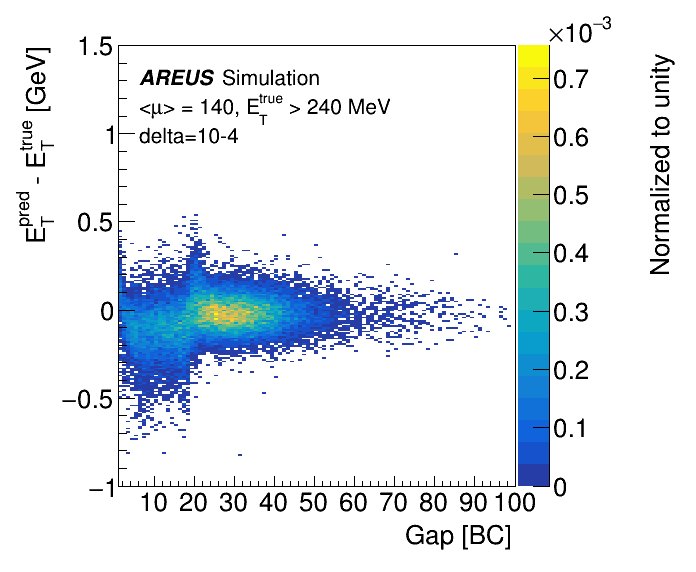 ×10⁻³
1.5
1
0.5
0
−0.5
−1
E_T^pred - E_T^true [GeV]
AREUS Simulation
<μ> = 140, E_T^true > 240 MeV
delta=10-4
10 20 30 40 50 60 70 80 90 100
Gap [BC]
0.7
0.6
0.5
0.4
0.3
0.2
0.1
0
Normalized to unity